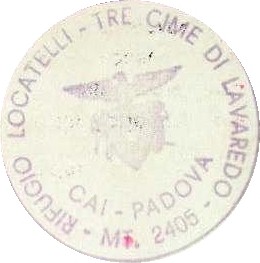 RIFUGIO LOCATELLI - TRE CIME DI LAVAREDO - MT. 2405 -
CAI - PADOVA